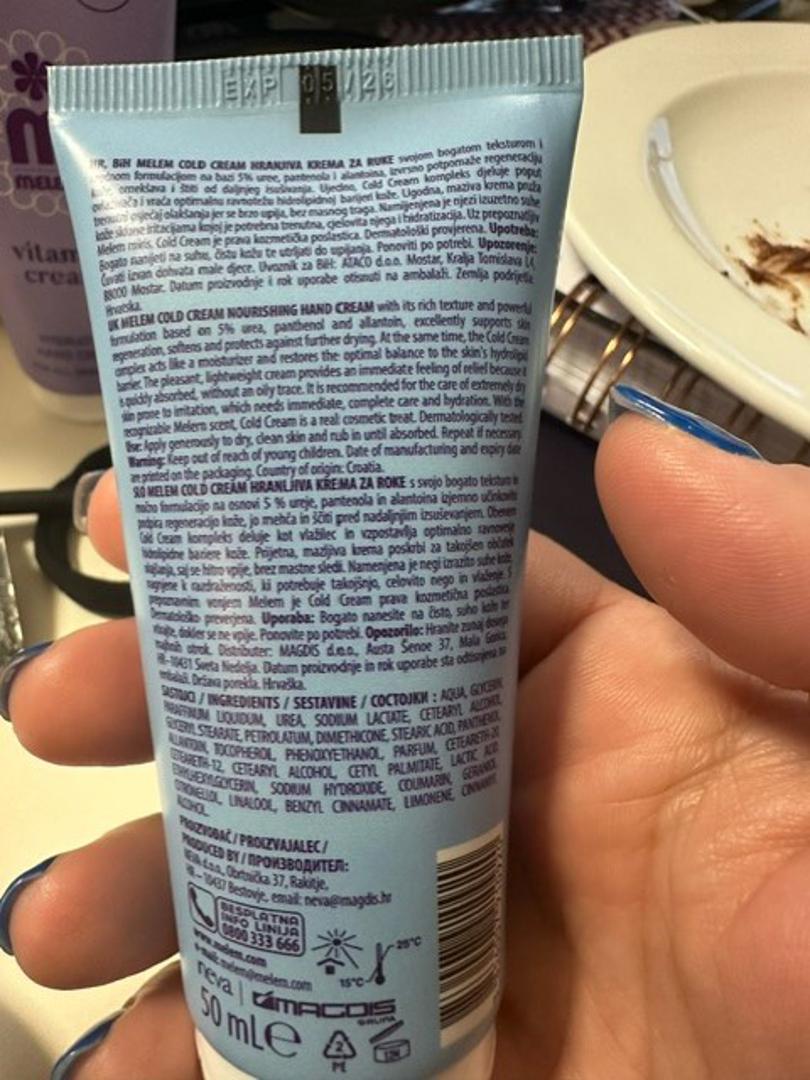 EXP 05/26
HR, BiH MELEM COLD CREAM HRANJIVA KREMA ZA RUKE svojom bogatom teksturom i
formulacijom na bazi 5% uree, pantenola i alantoina, izvrsno potpomaže regeneraciju
kože, omekšava i štiti od daljnjeg isušivanja. Ujedno, Cold Cream kompleks djeluje poput
ovlaživača i vraća optimalnu ravnotežu hidrolipidnoj barijeri kože. Ugodna, maziva krema pruža
trenutni osjećaj olakšanja jer se brzo upija, bez masnog traga. Namijenjena je njezi izuzetno suhe
kože sklone iritacijama kojoj je potrebna trenutna, cjelovita njega i hidratizacija. Uz prepoznatljiv
Melem miris, Cold Cream je prava kozmetička poslastica. Dermatološki provjerena. Upotreba:
Bogato namijeti na suhu, čistu kožu te utrljati do upijanja. Ponoviti po potrebi. Upozorenje:
Čuvati izvan dohvata male djece. Uvoznik za BiH: ATACO d.o.o. Mostar, Kralja Tomislava
88000 Mostar. Datum proizvodnje i rok uporabe otisnuti na ambalaži. Zemlja podrijetla:
Hrvatska.
UK MELEM COLD CREAM NOURISHING HAND CREAM with its rich texture and powerful
formulation based on 5% urea, panthenol and allantoin, excellently supports skin
regeneration, softens and protects against further drying. At the same time, the Cold Cream
complex acts like a moisturizer and restores the optimal balance to the skin's hydrolipid
barrier. The pleasant, lightweight cream provides an immediate feeling of relief because it
is quickly absorbed, without an oily trace. It is recommended for the care of extremely dry
skin prone to irritation, which needs immediate, complete care and hydration. With the
recognizable Melem scent, Cold Cream is a real cosmetic treat. Dermatologically tested.
Use: Apply generously to dry, clean skin and rub in until absorbed. Repeat if necessary.
Warning: Keep out of reach of young children. Date of manufacturing and expiry date
are printed on the packaging. Country of origin: Croatia.
SLO MELEM COLD CREAM HRANLJIVA KREMA ZA ROKE s svojo bogato teksturo in
močno formulacijo na osnovi 5 % ureje, pantenola in alantoina izjemno učinkovito
podpira regeneracijo kože, jo mehča in ščiti pred nadaljnjim izsuševanjem. Obenem
Cold Cream kompleks deluje kot vlažilec in vzpostavlja optimalno ravnovesje
hidrolipidne bariere kože. Prijetna, mazljiva krema poskrbi za takojšen občutek
olajšanja, saj se hitro vpije, brez mastne sledi. Namenjena je negi izrazito suhe kože,
nagnjene k razdraženosti, ki potrebuje takojšnjo, celovito nego in vlaženje. S
prepoznavnim vonjem Melem je Cold Cream prava kozmetična poslastica.
Dermatološko preverjena. Uporaba: Bogato nanesite na čisto, suho kožo ter
vtirajte, dokler se ne vpije. Ponovite po potrebi. Opozorilo: Hranite zunaj dosega
majhnih otrok. Distributer: MAGDIS d.o.o., Austa Šenoe 37, Mala Gorica,
HR-10431 Sveta Nedelja. Datum proizvodnje in rok uporabe sta odtisnjena na
embalaži. Država porekla. Hrvaška.
SASTOJCI / INGREDIENTS / SESTAVINE / СОСТОЈКИ : AQUA, GLYCERIN,
PARAFFINUM LIQUIDUM, UREA, SODIUM LACTATE, CETEARYL ALCOHOL,
GLYCERYL STEARATE, PETROLATUM, DIMETHICONE, STEARIC ACID, PANTHENOL,
ALLANTOIN, TOCOPHEROL, PHENOXYETHANOL, PARFUM, CETEARETH-20,
CETEARETH-12, CETEARYL ALCOHOL, CETYL PALMITATE, LACTIC ACID,
ETHYLHEXYLGLYCERIN, SODIUM HYDROXIDE, COUMARIN, GERANIOL,
CITRONELLOL, LINALOOL, BENZYL CINNAMATE, LIMONENE, CINNAMYL
ALCOHOL.
PROIZVOĐAČ / PROIZVAJALEC /
PRODUCED BY / ПРОИЗВОДИТЕЛ:
NEVA d.o.o., Obrtnička 37, Rakitje,
HR – 10437 Bestovje, email: neva@magdis.hr
BESPLATNA
INFO LINIJA
0800 333 666
www.melem.com
e-mail: melem@melem.com
25°C
15°C
neva | MAGDIS
GRUPA
50 mL e
2
PE
12M
MELE
vitam
crea